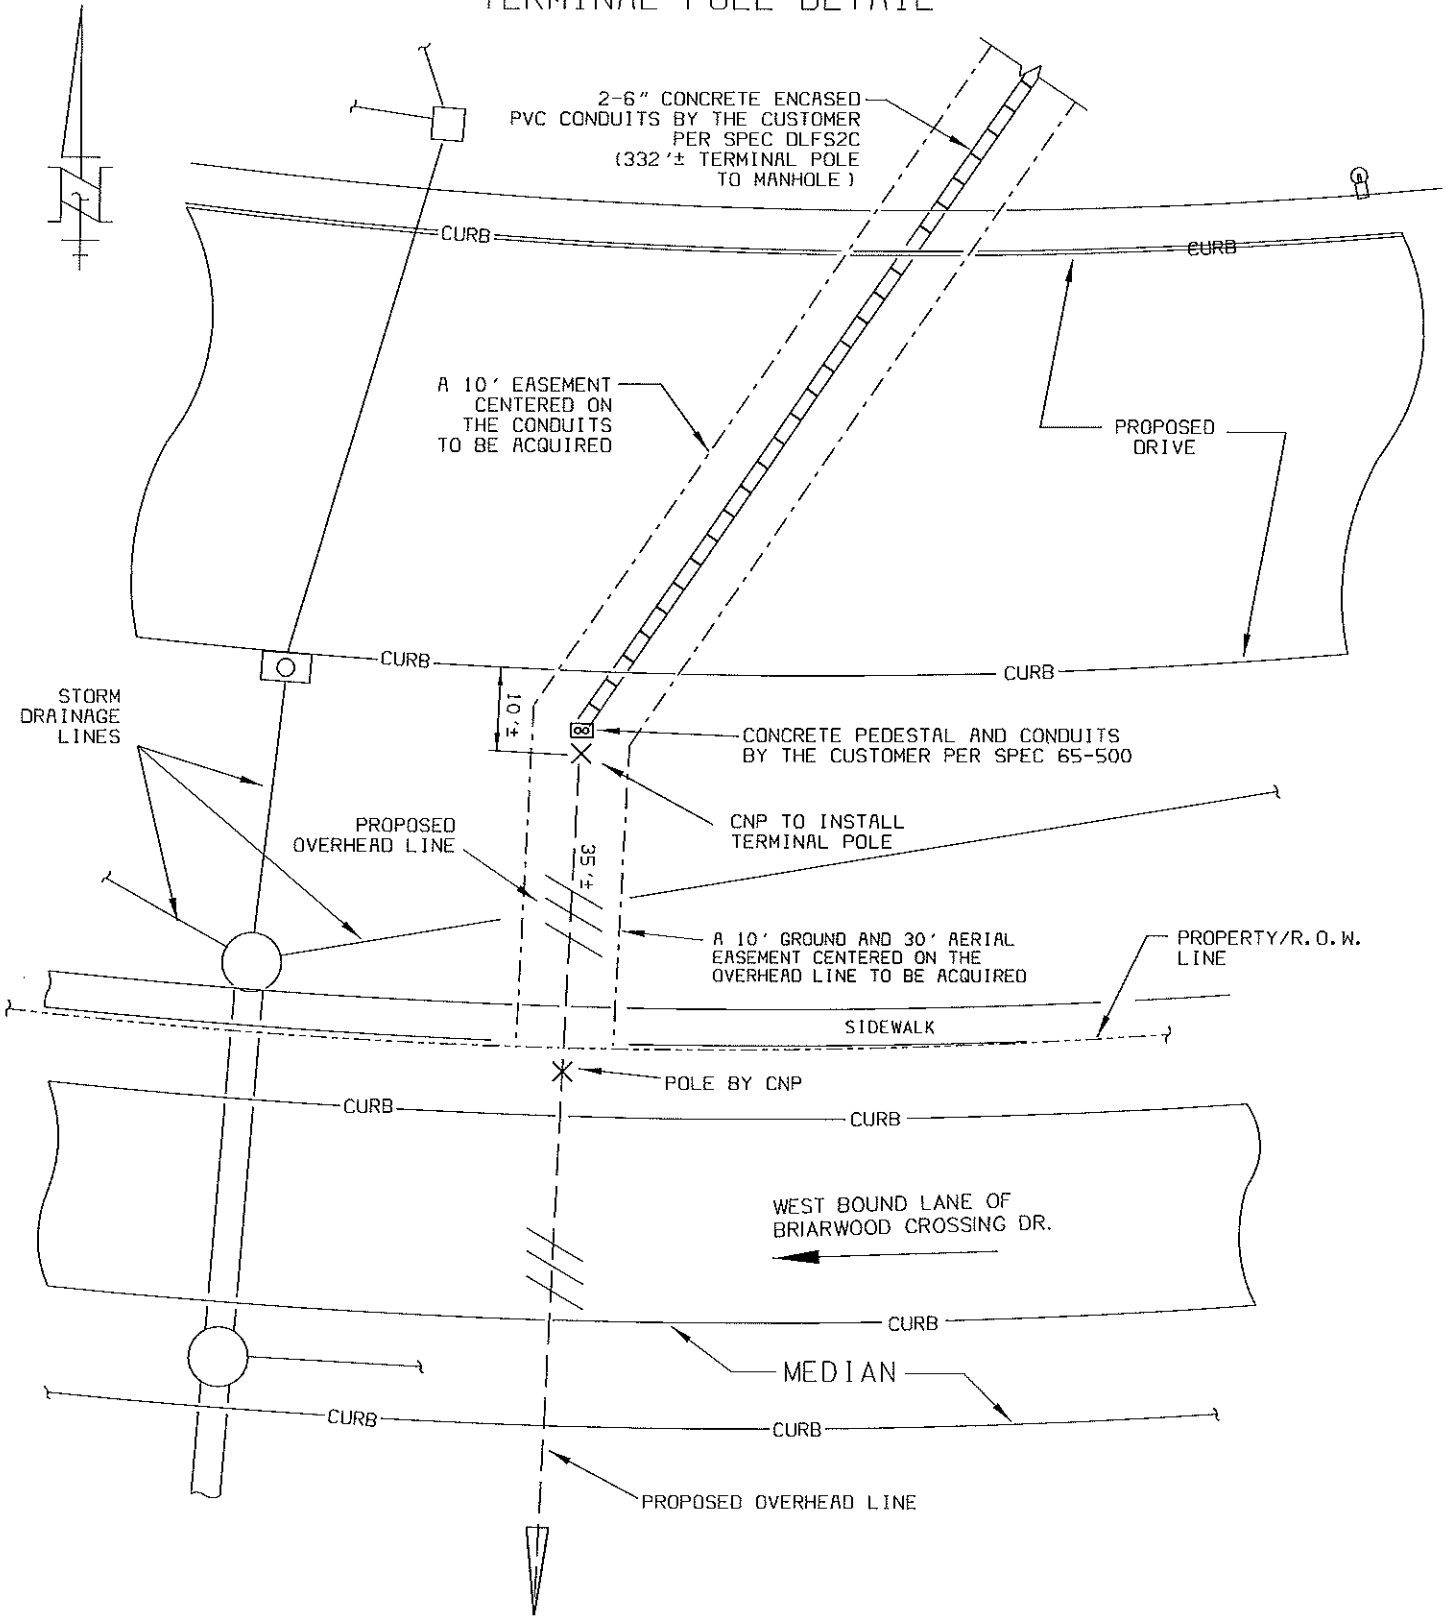 TERMINAL POLE DETAIL
2-6" CONCRETE ENCASED
PVC CONDUITS BY THE CUSTOMER
PER SPEC DLFS2C
(332'± TERMINAL POLE
TO MANHOLE)
CURB
CURB
A 10' EASEMENT
CENTERED ON
THE CONDUITS
TO BE ACQUIRED
PROPOSED
DRIVE
CURB
CURB
STORM
DRAINAGE
LINES
10'±
CONCRETE PEDESTAL AND CONDUITS
BY THE CUSTOMER PER SPEC 65-500
CNP TO INSTALL
TERMINAL POLE
PROPOSED
OVERHEAD LINE
35'±
A 10' GROUND AND 30' AERIAL
EASEMENT CENTERED ON THE
OVERHEAD LINE TO BE ACQUIRED
PROPERTY/R.O.W.
LINE
SIDEWALK
POLE BY CNP
CURB
CURB
WEST BOUND LANE OF
BRIARWOOD CROSSING DR.
CURB
MEDIAN
CURB
CURB
PROPOSED OVERHEAD LINE